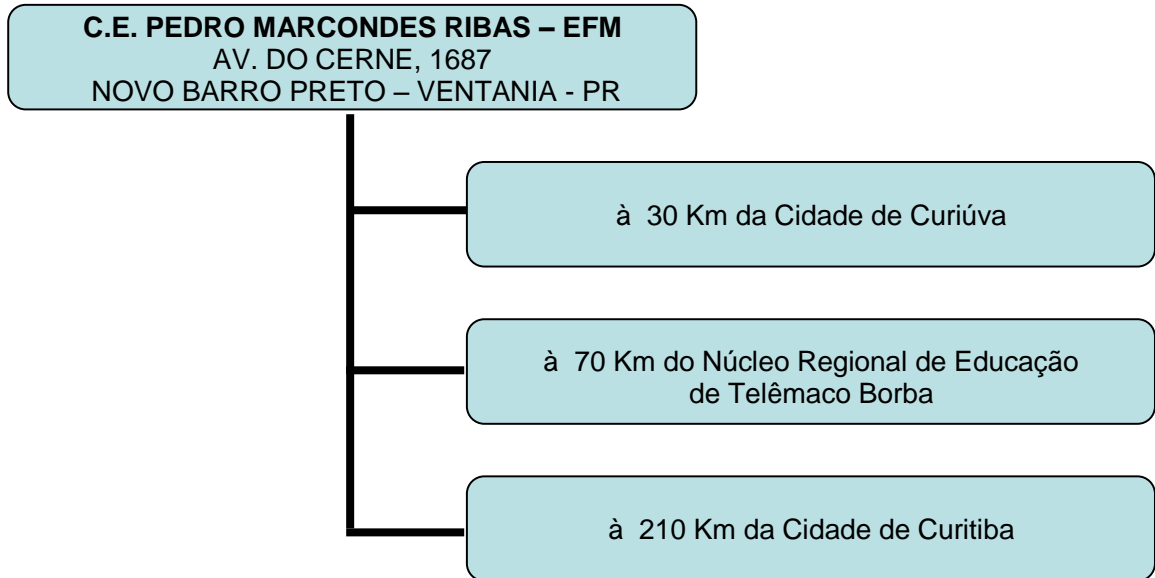 C.E. PEDRO MARCONDES RIBAS – EFM
AV. DO CERNE, 1687
NOVO BARRO PRETO – VENTANIA - PR
à 30 Km da Cidade de Curiúva
à 70 Km do Núcleo Regional de Educação
de Telêmaco Borba
à 210 Km da Cidade de Curitiba